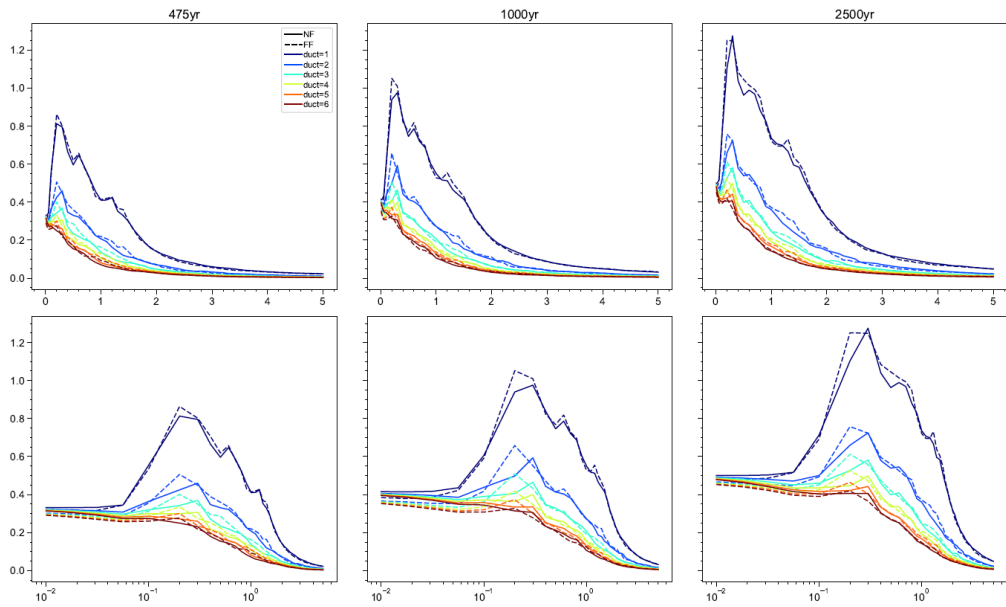 475yr 1000yr 2500yr
NF
FF
duct=1
duct=2
duct=3
duct=4
duct=5
duct=6
1.2
1.0
0.8
0.6
0.4
0.2
0.0
0 1 2 3 4 5 0 1 2 3 4 5 0 1 2 3 4 5
1.2
1.0
0.8
0.6
0.4
0.2
0.0
10⁻² 10⁻¹ 10⁰ 10⁻² 10⁻¹ 10⁰ 10⁻² 10⁻¹ 10⁰